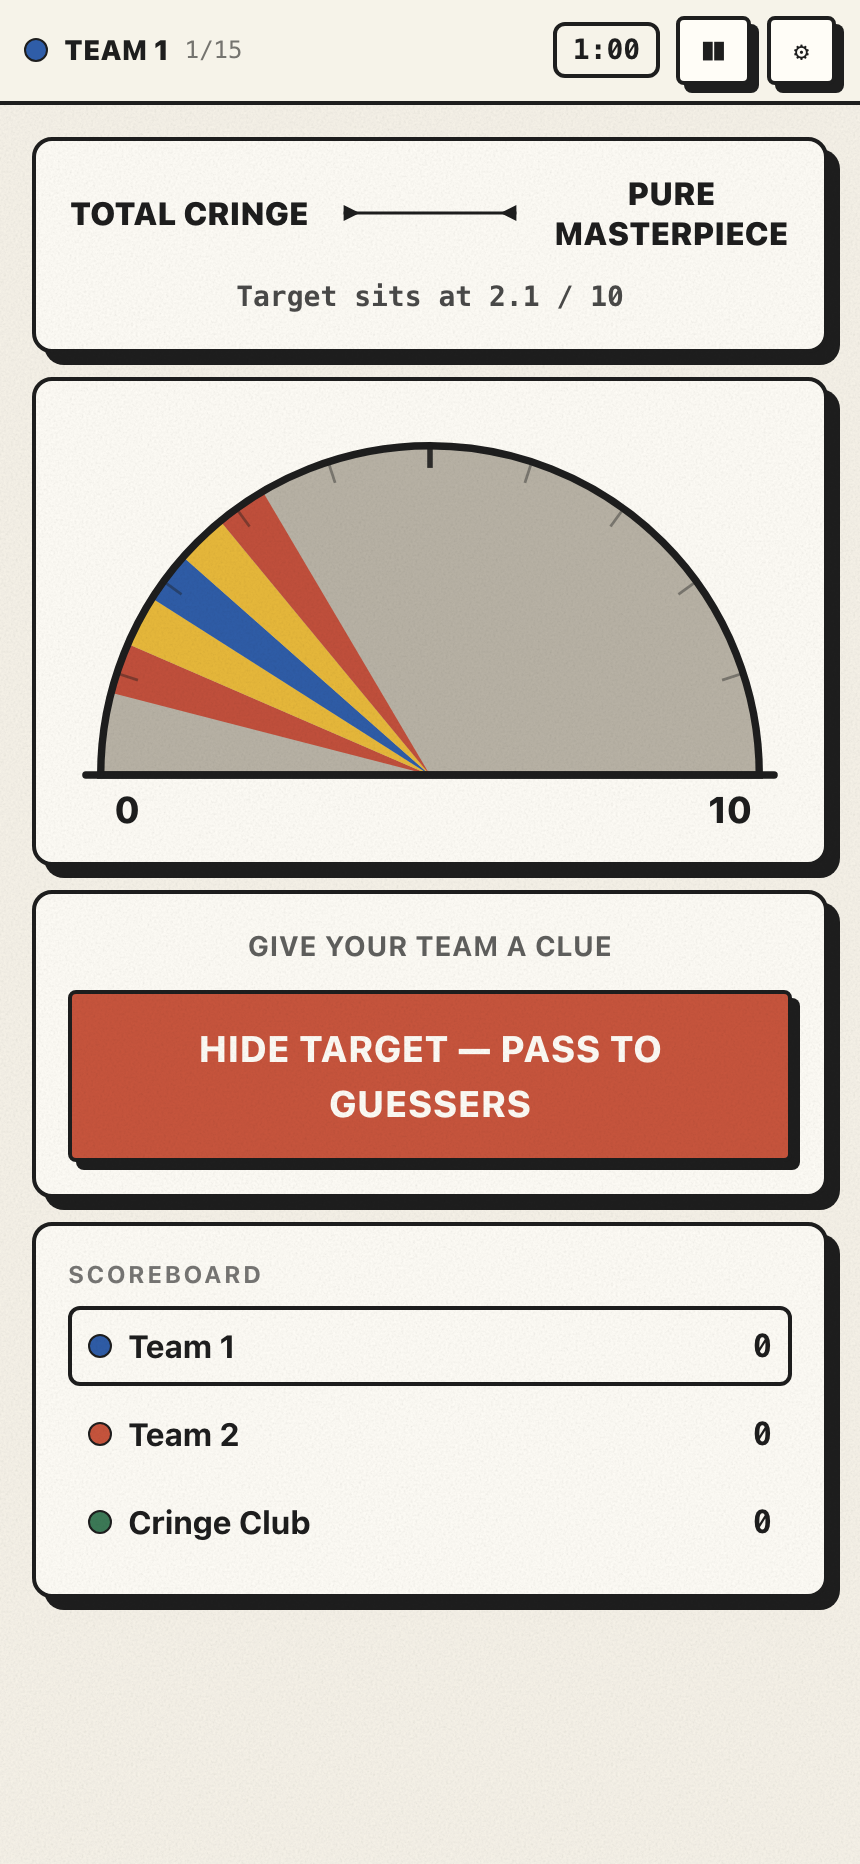 TEAM 1 1/15 1:00
TOTAL CRINGE
PURE
MASTERPIECE
Target sits at 2.1 / 10
0 10
GIVE YOUR TEAM A CLUE
HIDE TARGET — PASS TO
GUESSERS
SCOREBOARD
Team 1 0
Team 2 0
Cringe Club 0